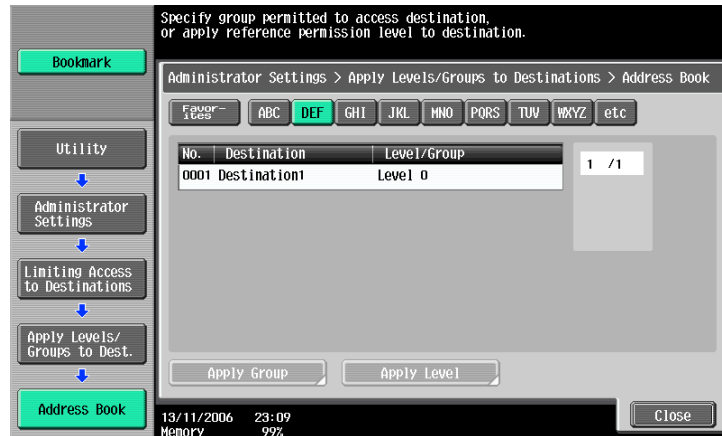 Specify group permitted to access destination,
or apply reference permission level to destination.
Bookmark
Administrator Settings > Apply Levels/Groups to Destinations > Address Book
Favor-
ites
ABC DEF GHI JKL MNO PQRS TUV WXYZ etc
Utility
No. Destination Level/Group
1 /1
0001 Destination1 Level 0
Administrator
Settings
Limiting Access
to Destinations
Apply Levels/
Groups to Dest.
Apply Group Apply Level
Address Book
13/11/2006 23:09
Close
Memory 99%